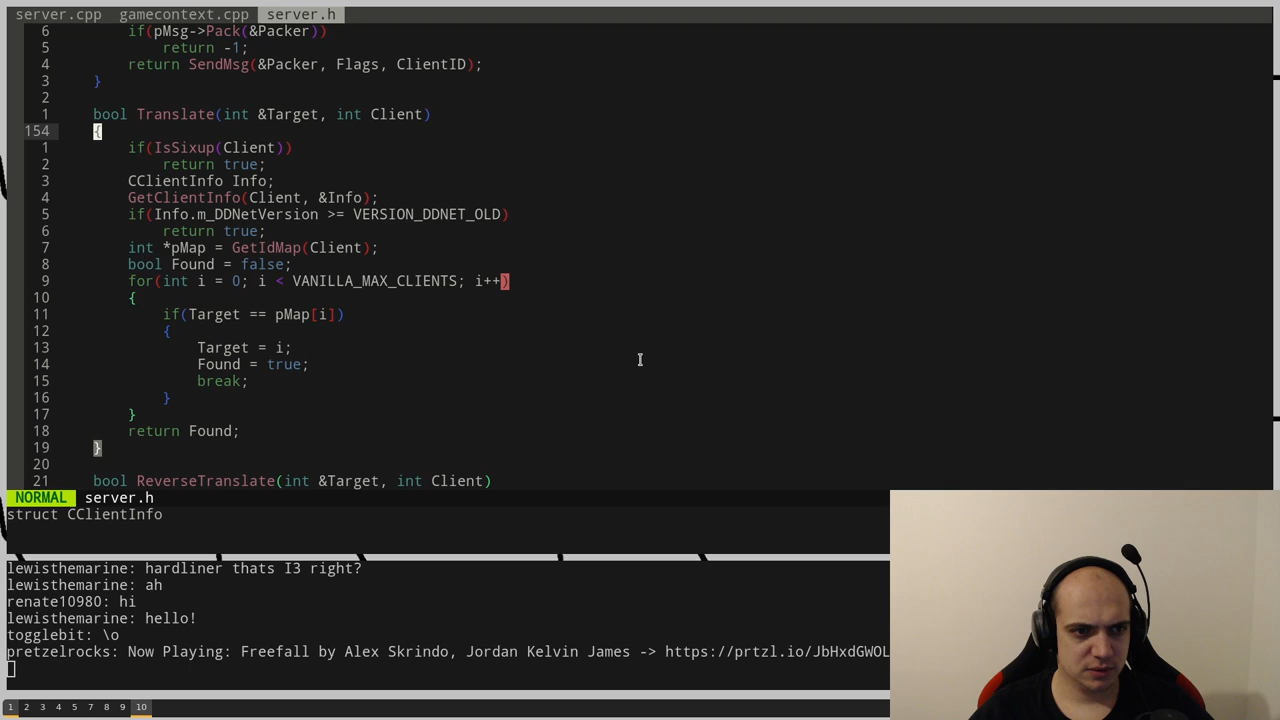 server.cpp gamecontext.cpp server.h
6 if(pMsg->Pack(&Packer))
5 return -1;
4 return SendMsg(&Packer, Flags, ClientID);
3 }
2
1 bool Translate(int &Target, int Client)
154 {
1 if(IsSixup(Client))
2 return true;
3 CClientInfo Info;
4 GetClientInfo(Client, &Info);
5 if(Info.m_DDNetVersion >= VERSION_DDNET_OLD)
6 return true;
7 int *pMap = GetIdMap(Client);
8 bool Found = false;
9 for(int i = 0; i < VANILLA_MAX_CLIENTS; i++)
10 {
11 if(Target == pMap[i])
12 {
13 Target = i;
14 Found = true;
15 break;
16 }
17 }
18 return Found;
19 }
20
21 bool ReverseTranslate(int &Target, int Client)
NORMAL server.h
struct CClientInfo
lewisthemarine: hardliner thats I3 right?
lewisthemarine: ah
renate10980: hi
lewisthemarine: hello!
togglebit: \o
pretzelrocks: Now Playing: Freefall by Alex Skrindo, Jordan Kelvin James -> https://prtzl.io/JbHxdGWOL
1 2 3 4 5 6 7 8 9 10